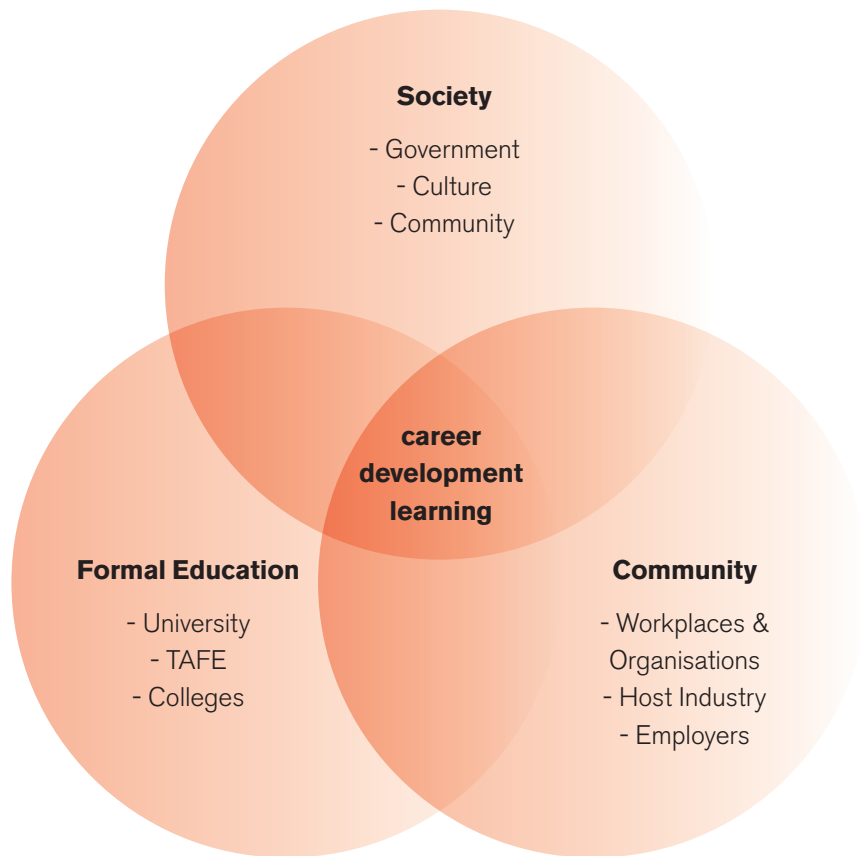 Society
- Government
- Culture
- Community
career
development
learning
Formal Education
- University
- TAFE
- Colleges
Community
- Workplaces &
Organisations
- Host Industry
- Employers